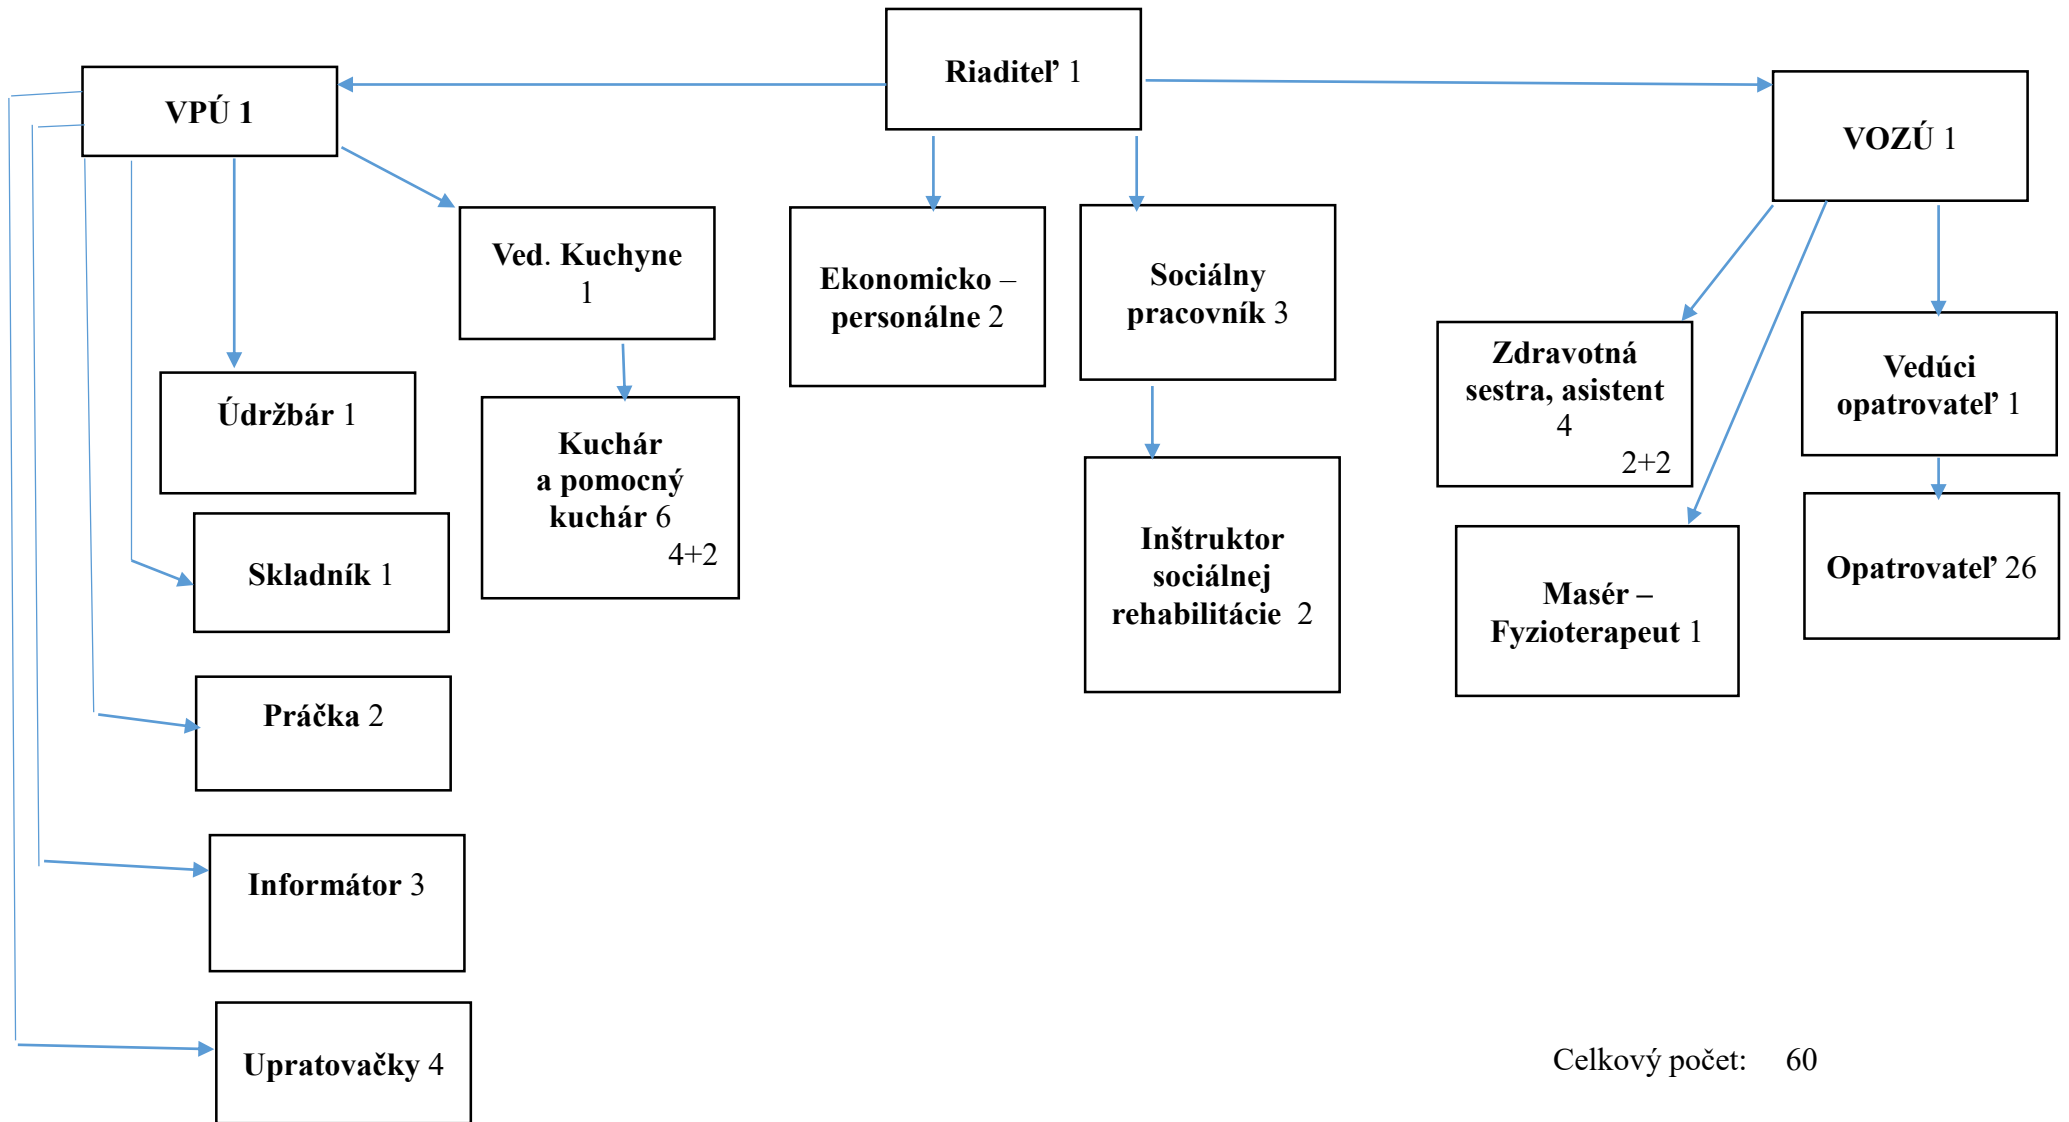 Riaditeľ 1
VPÚ 1
VOZÚ 1
Ved. Kuchyne
1
Ekonomicko –
personálne 2
Sociálny
pracovník 3
Zdravotná
sestra, asistent
4
2+2
Vedúci
opatrovateľ 1
Údržbár 1
Kuchár
a pomocný
kuchár 6
4+2
Inštruktor
sociálnej
rehabilitácie 2
Opatrovateľ 26
Skladník 1
Masér –
Fyzioterapeut 1
Práčka 2
Informátor 3
Upratovačky 4
Celkový počet: 60